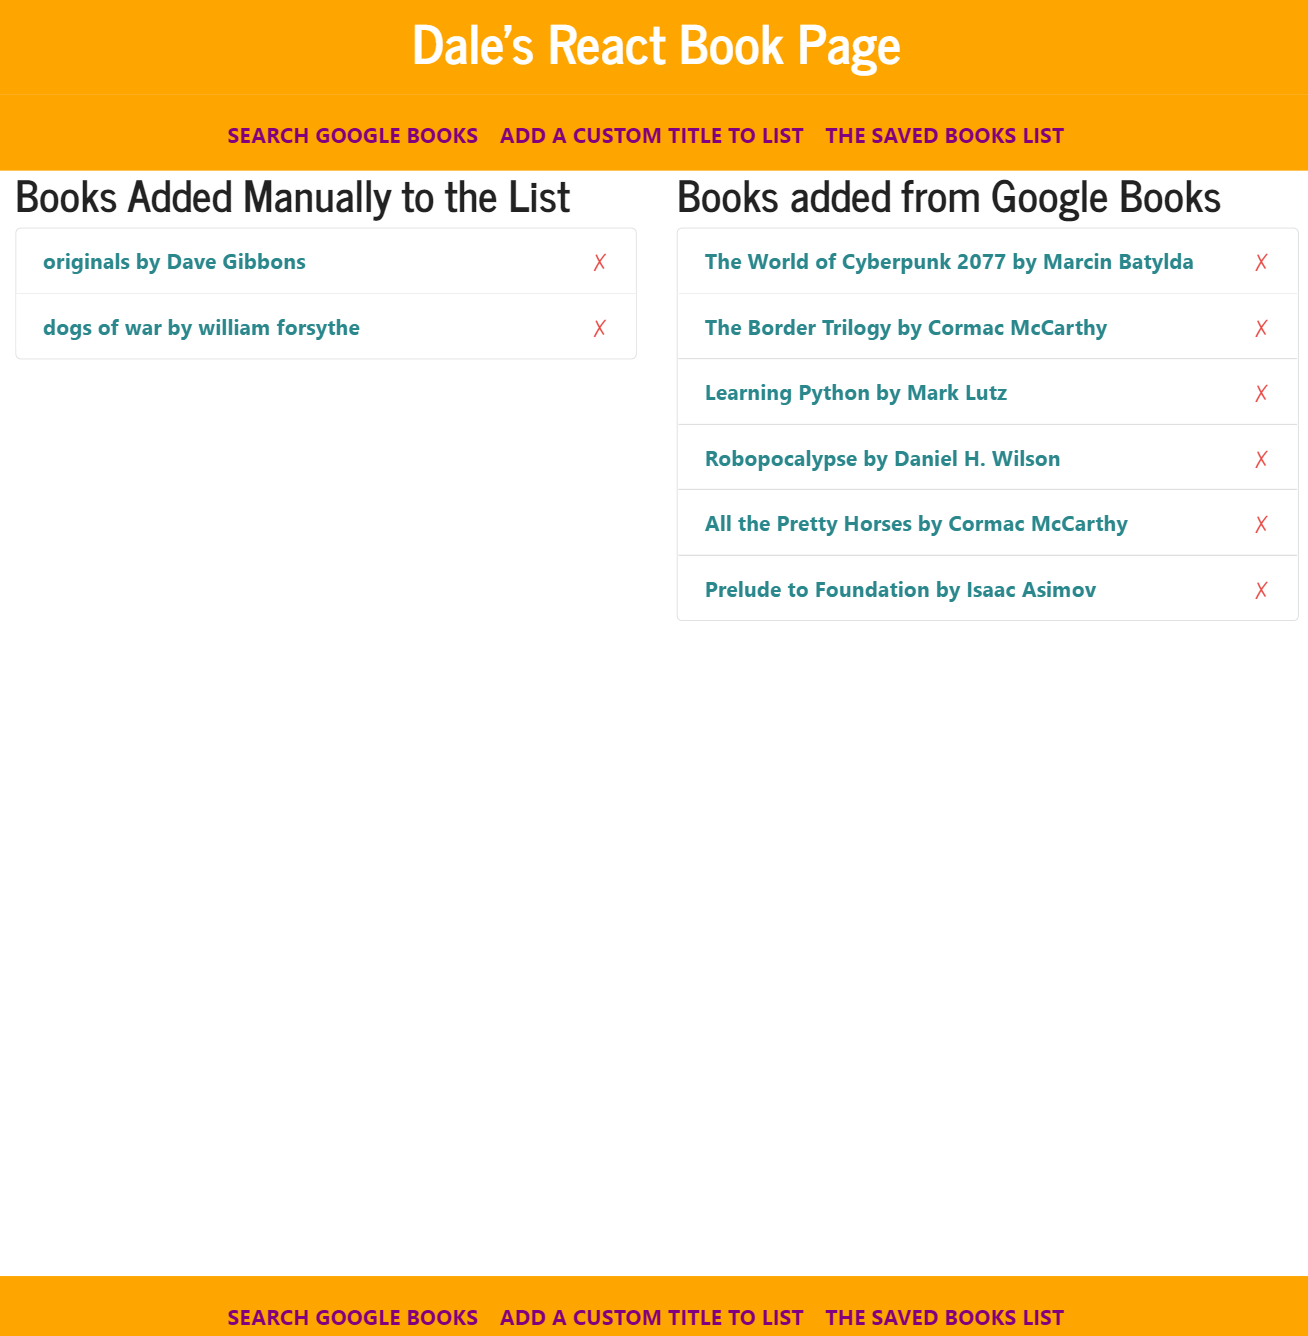 Dale's React Book Page
SEARCH GOOGLE BOOKS ADD A CUSTOM TITLE TO LIST THE SAVED BOOKS LIST
Books Added Manually to the List
originals by Dave Gibbons ✗
dogs of war by william forsythe ✗
Books added from Google Books
The World of Cyberpunk 2077 by Marcin Batylda ✗
The Border Trilogy by Cormac McCarthy ✗
Learning Python by Mark Lutz ✗
Robopocalypse by Daniel H. Wilson ✗
All the Pretty Horses by Cormac McCarthy ✗
Prelude to Foundation by Isaac Asimov ✗
SEARCH GOOGLE BOOKS ADD A CUSTOM TITLE TO LIST THE SAVED BOOKS LIST